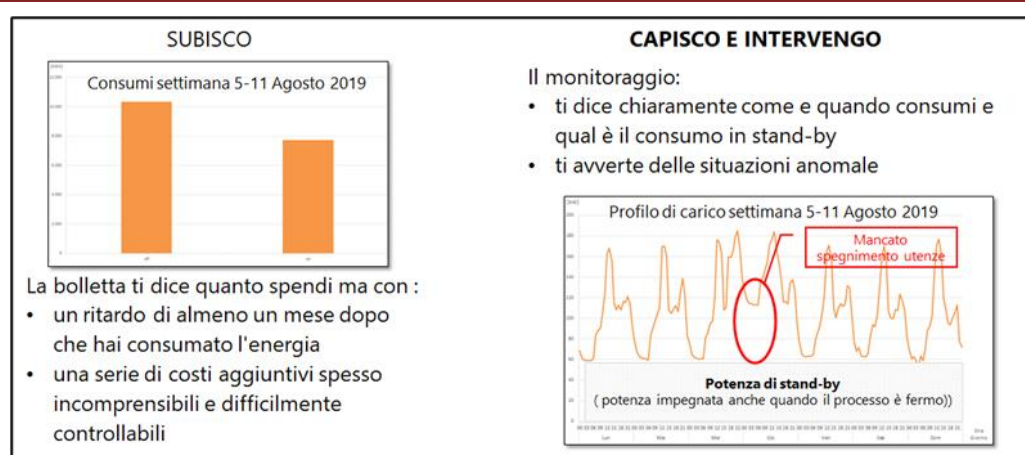 SUBISCO
Consumi settimana 5-11 Agosto 2019
La bolletta ti dice quanto spendi ma con :
• un ritardo di almeno un mese dopo
che hai consumato l'energia
• una serie di costi aggiuntivi spesso
incomprensibili e difficilmente
controllabili
CAPISCO E INTERVENGO
Il monitoraggio:
• ti dice chiaramente come e quando consumi e
qual è il consumo in stand-by
• ti avverte delle situazioni anomale
Profilo di carico settimana 5-11 Agosto 2019
Mancato
spegnimento utenze
Potenza di stand-by
( potenza impegnata anche quando il processo è fermo))